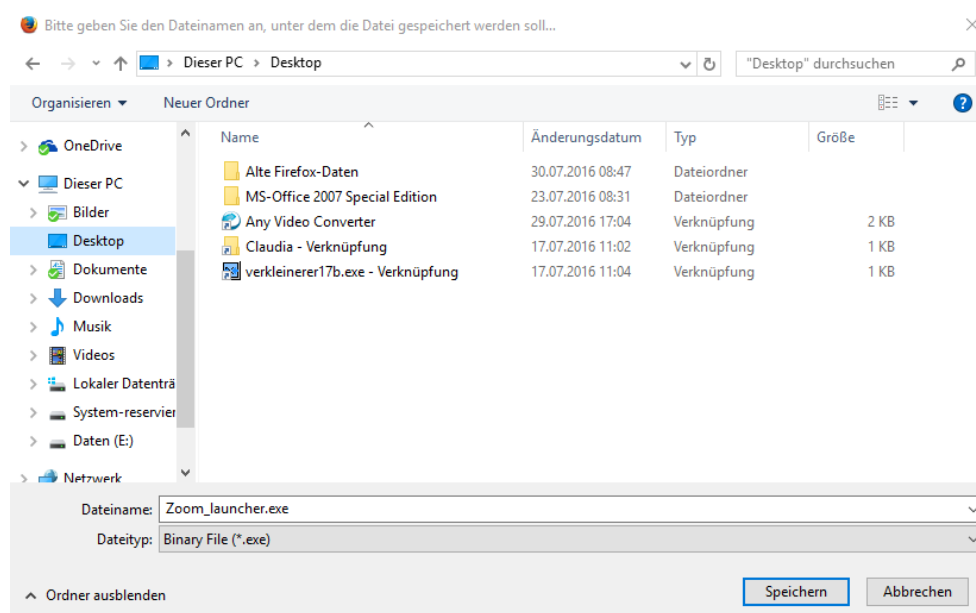 Bitte geben Sie den Dateinamen an, unter dem die Datei gespeichert werden soll...
Dieser PC > Desktop
"Desktop" durchsuchen
Organisieren
Neuer Ordner
?
Name Änderungsdatum Typ Größe
OneDrive
Dieser PC
Bilder
Desktop
Dokumente
Downloads
Musik
Videos
Lokaler Datenträ
System-reservier
Daten (E:)
Netzwerk
Alte Firefox-Daten 30.07.2016 08:47 Dateiordner
MS-Office 2007 Special Edition 23.07.2016 08:31 Dateiordner
Any Video Converter 29.07.2016 17:04 Verknüpfung 2 KB
Claudia - Verknüpfung 17.07.2016 11:02 Verknüpfung 1 KB
verkleinerer17b.exe - Verknüpfung 17.07.2016 11:04 Verknüpfung 1 KB
Dateiname: Zoom_launcher.exe
Dateityp: Binary File (*.exe)
Ordner ausblenden
Speichern
Abbrechen